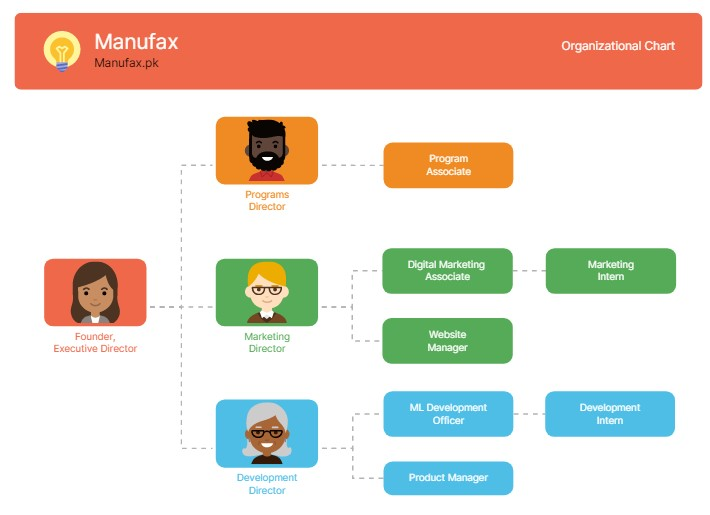 Manufax
Manufax.pk
Organizational Chart
Program
Associate
Programs
Director
Digital Marketing
Associate
Marketing
Intern
Founder,
Executive Director
Marketing
Director
Website
Manager
ML Development
Officer
Development
Intern
Development
Director
Product Manager